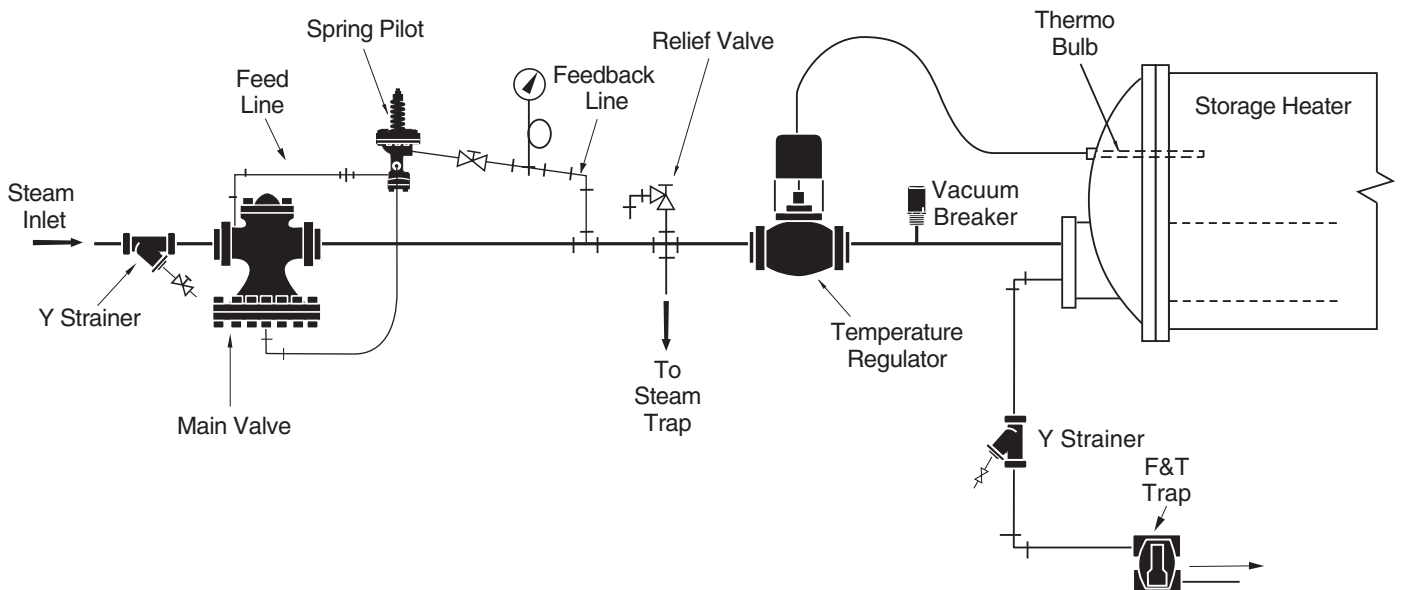 Spring Pilot
Feed
Line
Feedback
Line
Relief Valve
Thermo
Bulb
Storage Heater
Steam
Inlet
Vacuum
Breaker
Y Strainer
Main Valve
To
Steam
Trap
Temperature
Regulator
Y Strainer
F&T
Trap